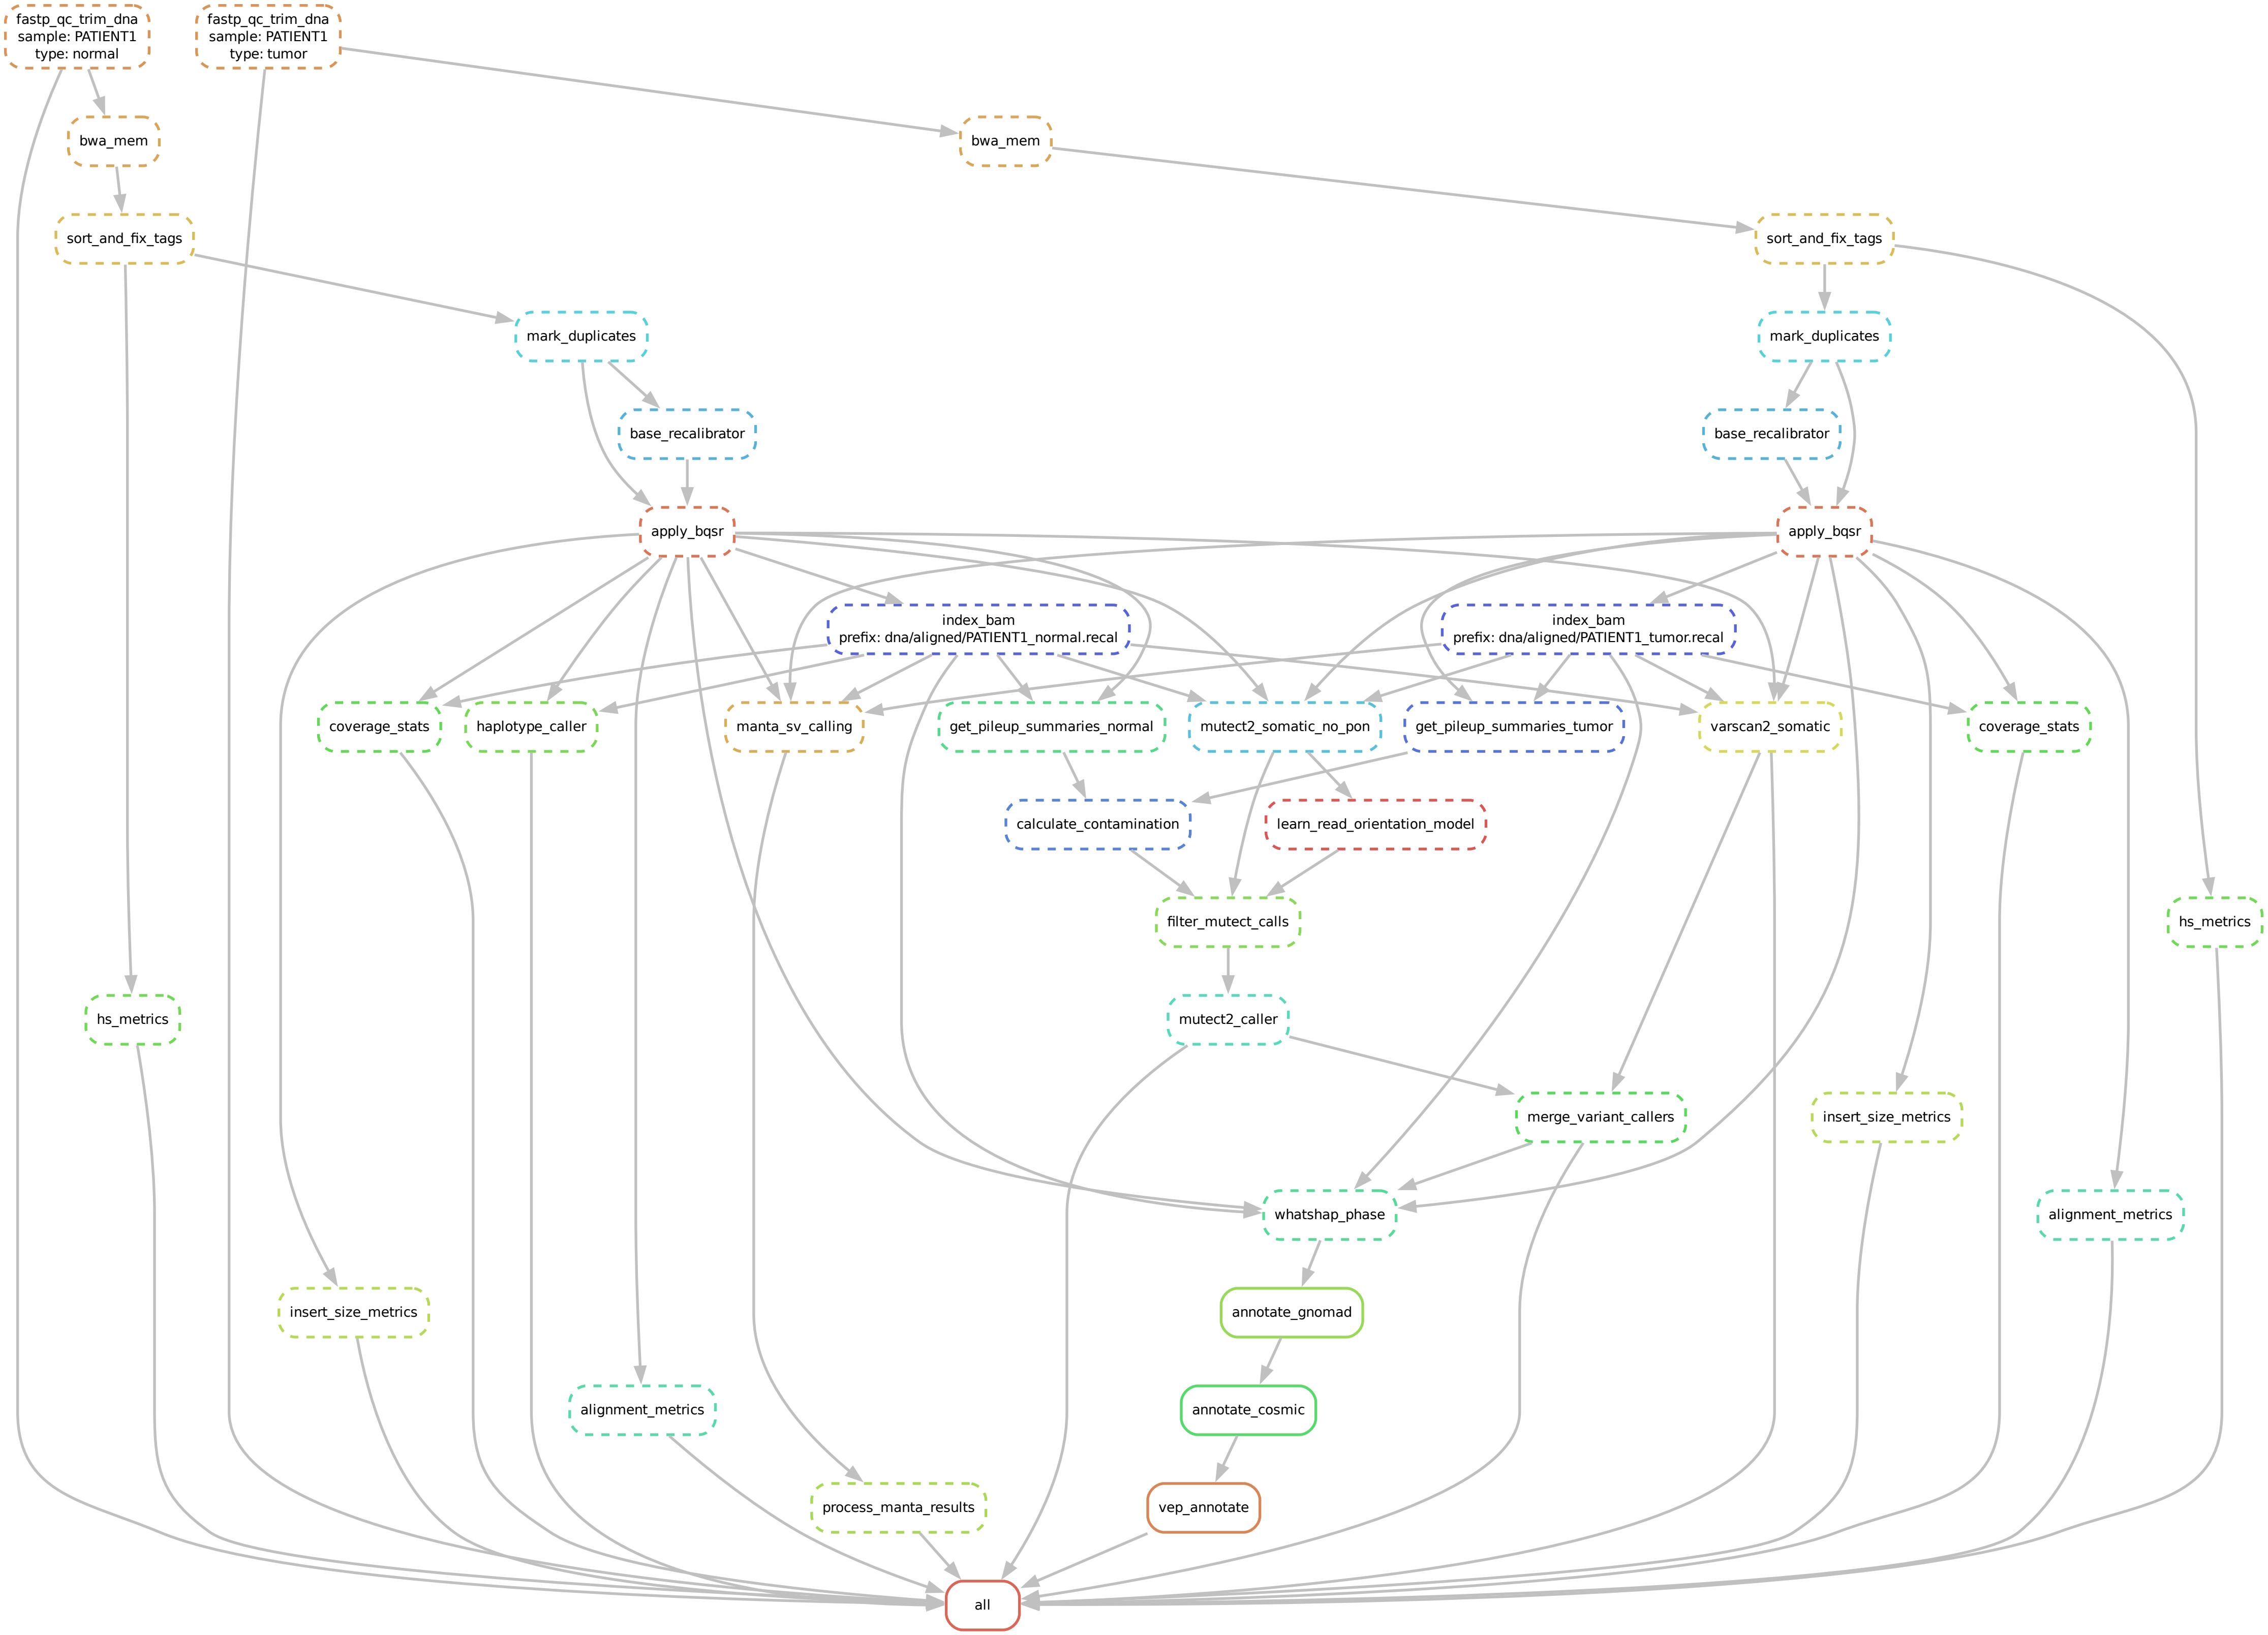 fastp_qc_trim_dna
sample: PATIENT1
type: normal
fastp_qc_trim_dna
sample: PATIENT1
type: tumor
bwa_mem
bwa_mem
sort_and_fix_tags
sort_and_fix_tags
mark_duplicates
mark_duplicates
base_recalibrator
base_recalibrator
apply_bqsr
apply_bqsr
index_bam
prefix: dna/aligned/PATIENT1_normal.recal
index_bam
prefix: dna/aligned/PATIENT1_tumor.recal
coverage_stats
haplotype_caller
manta_sv_calling
get_pileup_summaries_normal
mutect2_somatic_no_pon
get_pileup_summaries_tumor
varscan2_somatic
coverage_stats
calculate_contamination
learn_read_orientation_model
filter_mutect_calls
hs_metrics
hs_metrics
mutect2_caller
merge_variant_callers
insert_size_metrics
whatshap_phase
alignment_metrics
insert_size_metrics
annotate_gnomad
alignment_metrics
annotate_cosmic
process_manta_results
vep_annotate
all